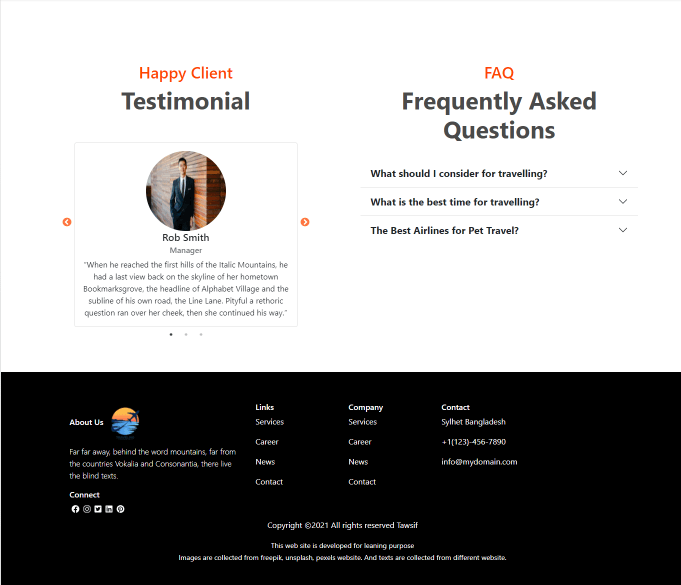 Happy Client
Testimonial
Rob Smith
Manager
"When he reached the first hills of the Italic Mountains, he
had a last view back on the skyline of her hometown
Bookmarksgrove, the headline of Alphabet Village and the
subline of his own road, the Line Lane. Pityful a rethoric
question ran over her cheek, then she continued his way."
FAQ
Frequently Asked
Questions
What should I consider for travelling?
What is the best time for travelling?
The Best Airlines for Pet Travel?
About Us
Far far away, behind the word mountains, far from
the countries Vokalia and Consonantia, there live
the blind texts.
Connect
Links
Services
Career
News
Contact
Company
Services
Career
News
Contact
Contact
Sylhet Bangladesh
+1(123)-456-7890
info@mydomain.com
Copyright ©2021 All rights reserved Tawsif
This web site is developed for leaning purpose
Images are collected from freepik, unsplash, pexels website. And texts are collected from different website.